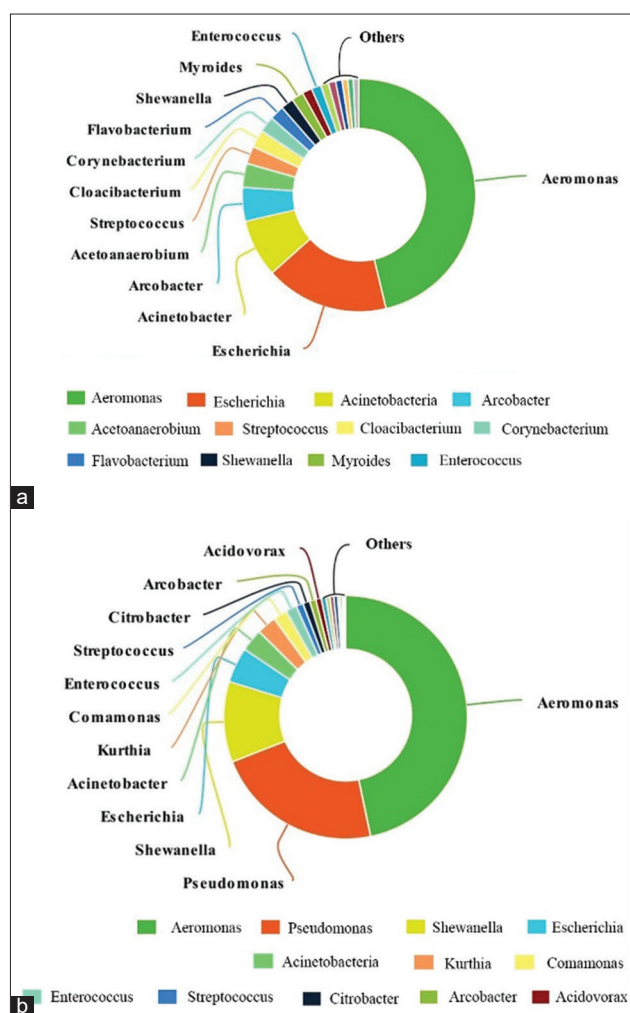 Enterococcus
Others
Myroides
Shewanella
Flavobacterium
Corynebacterium
Aeromonas
Cloacibacterium
Streptococcus
Acetoanaerobium
Arcobacter
Acinetobacter
Escherichia
Aeromonas Escherichia Acinetobacteria Arcobacter
Acetoanaerobium Streptococcus Cloacibacterium Corynebacterium
Flavobacterium Shewanella Myroides Enterococcus
a
Acidovorax
Others
Arcobacter
Citrobacter
Streptococcus
Enterococcus
Aeromonas
Comamonas
Kurthia
Acinetobacter
Escherichia
Shewanella
Pseudomonas
Aeromonas Pseudomonas Shewanella Escherichia
Acinetobacteria Kurthia Comamonas
Enterococcus Streptococcus Citrobacter Arcobacter Acidovorax
b